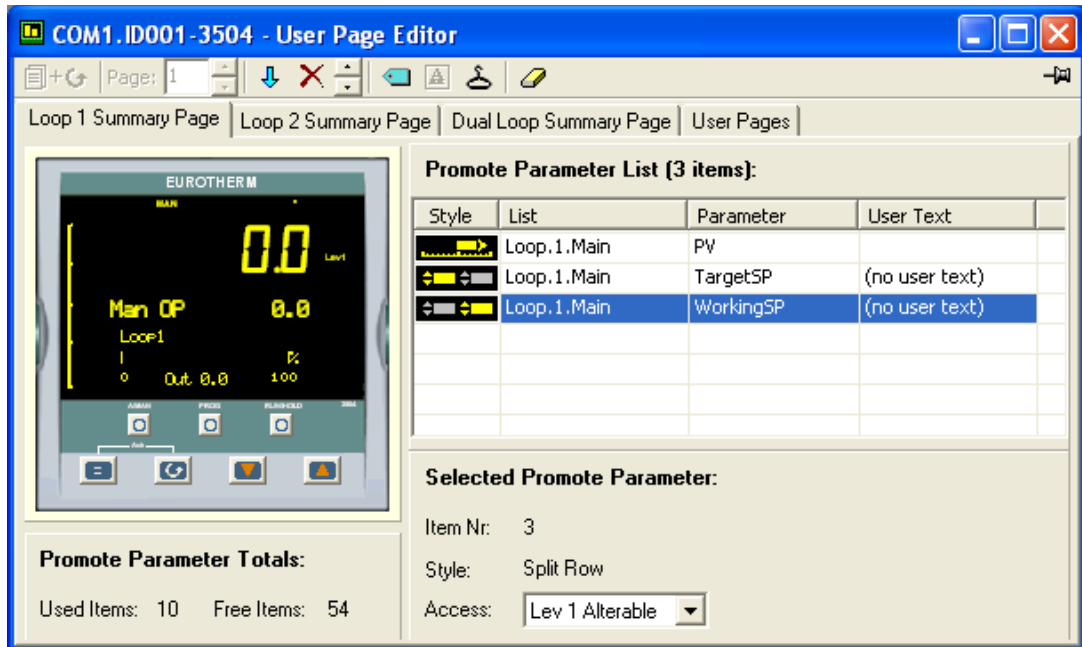 COM1.ID001-3504 - User Page Editor
Page: 1
Loop 1 Summary Page Loop 2 Summary Page Dual Loop Summary Page User Pages
EUROTHERM
MAN
0.0 Lev1
Man OP 0.0
Loop1
%
0 Out 0.0 100
A/MAN PROG RUN/HOLD 3504
Promote Parameter Totals:
Used Items: 10 Free Items: 54
Promote Parameter List (3 items):
Style List Parameter User Text
Loop.1.Main PV
Loop.1.Main TargetSP (no user text)
Loop.1.Main WorkingSP (no user text)
Selected Promote Parameter:
Item Nr: 3
Style: Split Row
Access: Lev 1 Alterable